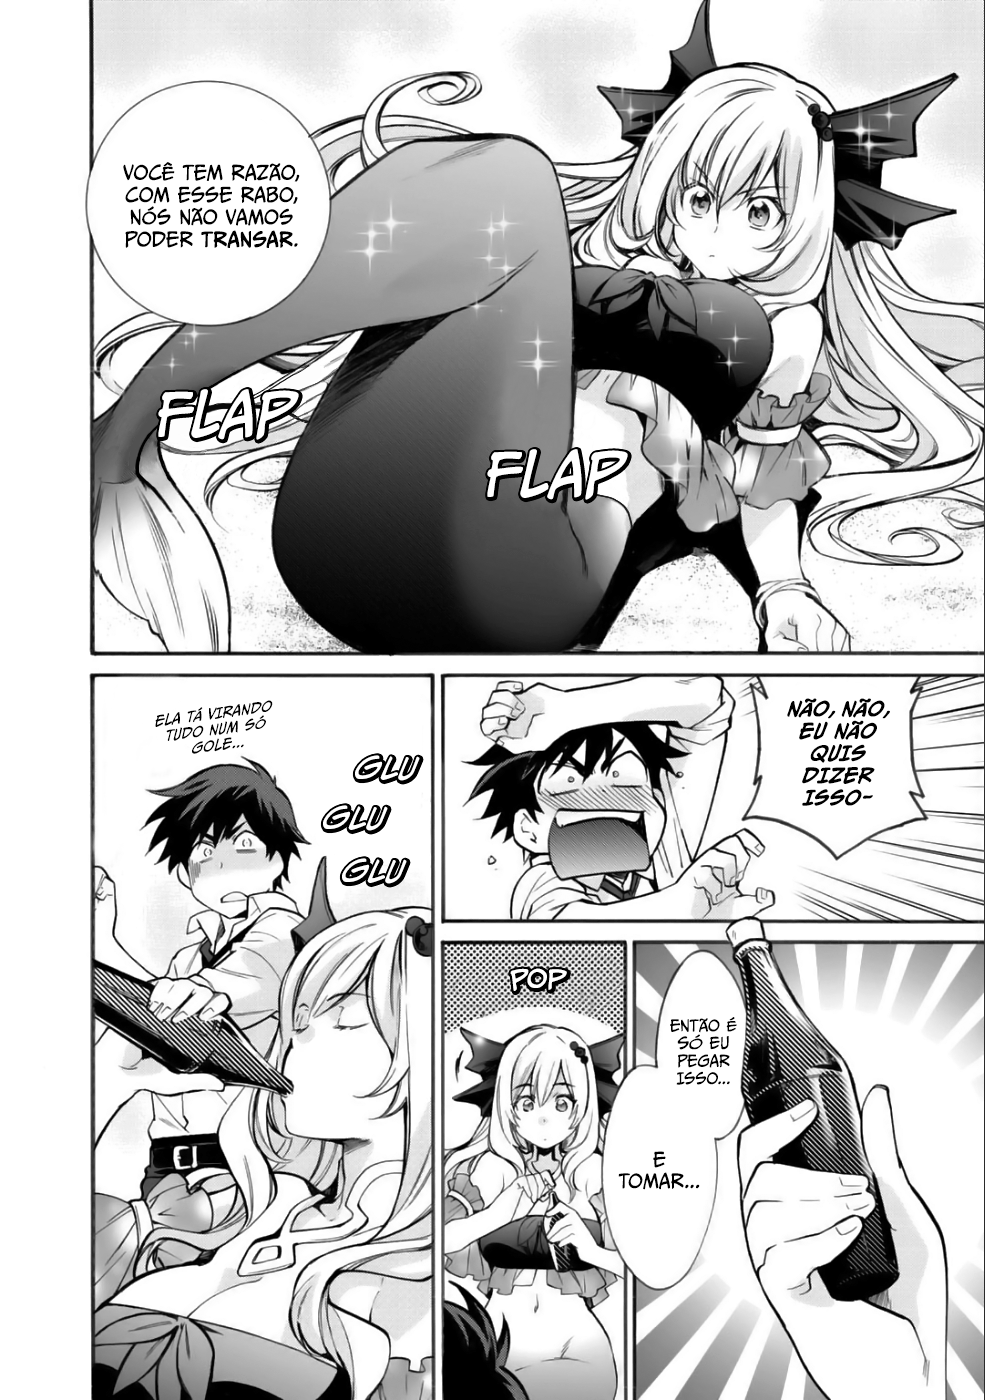 VOCÊ TEM RAZÃO,
COM ESSE RABO,
NÓS NÃO VAMOS
PODER TRANSAR.
FLAP
FLAP
NÃO, NÃO,
EU NÃO
QUIS
DIZER
ISSO-
ENTÃO É
SÓ EU
PEGAR
ISSO...
E
TOMAR...
POP
ELA TÁ VIRANDO
TUDO NUM SÓ
GOLE...
GLU
GLU
GLU